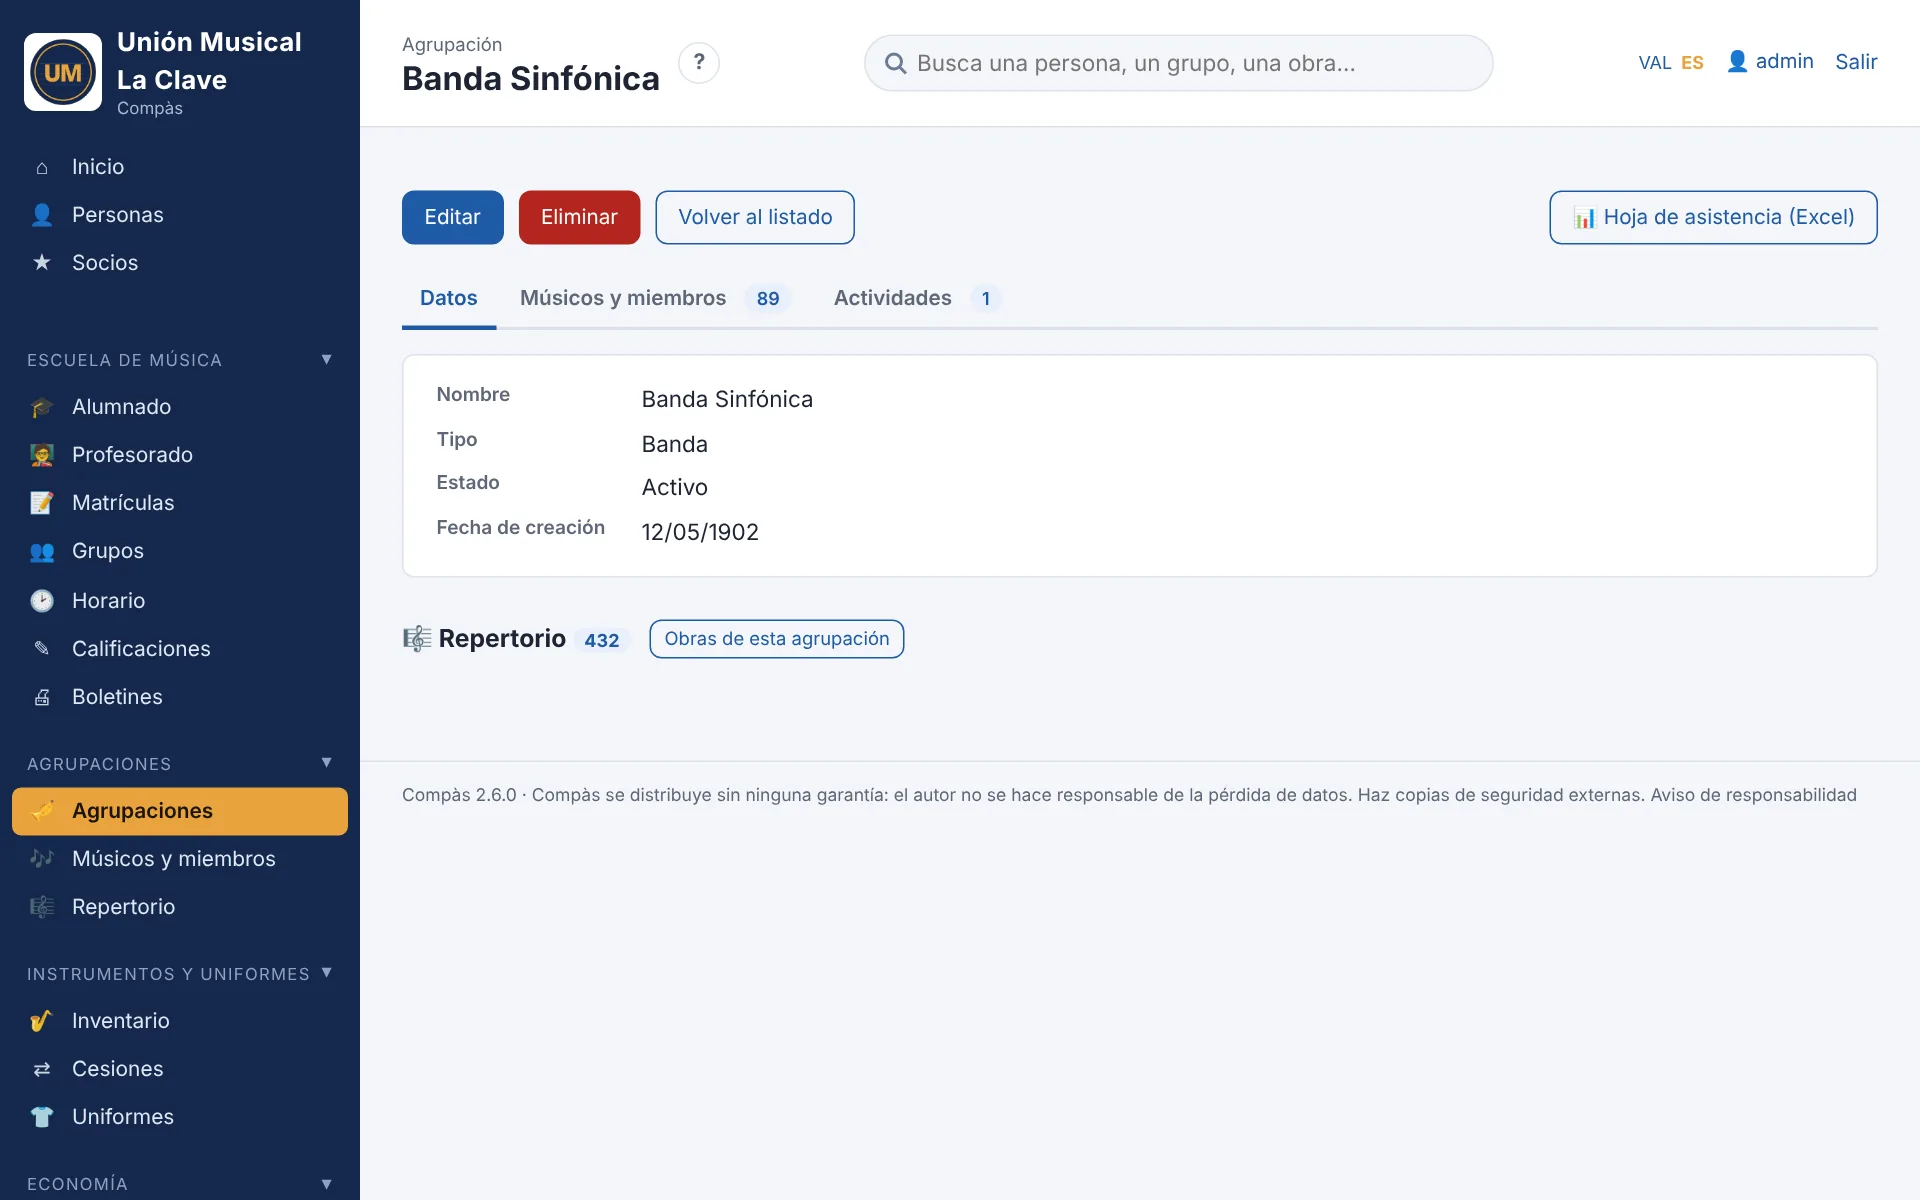 UM
Unión Musical
La Clave
Compàs
Inicio
Personas
Socios
ESCUELA DE MÚSICA
Alumnado
Profesorado
Matrículas
Grupos
Horario
Calificaciones
Boletines
AGRUPACIONES
Agrupaciones
Músicos y miembros
Repertorio
INSTRUMENTOS Y UNIFORMES
Inventario
Cesiones
Uniformes
ECONOMÍA
Agrupación
Banda Sinfónica
?
Busca una persona, un grupo, una obra...
VAL ES admin Salir
Editar Eliminar Volver al listado Hoja de asistencia (Excel)
Datos Músicos y miembros 89 Actividades 1
Nombre Banda Sinfónica
Tipo Banda
Estado Activo
Fecha de creación 12/05/1902
Repertorio 432 Obras de esta agrupación
Compàs 2.6.0 · Compàs se distribuye sin ninguna garantía: el autor no se hace responsable de la pérdida de datos. Haz copias de seguridad externas. Aviso de responsabilidad